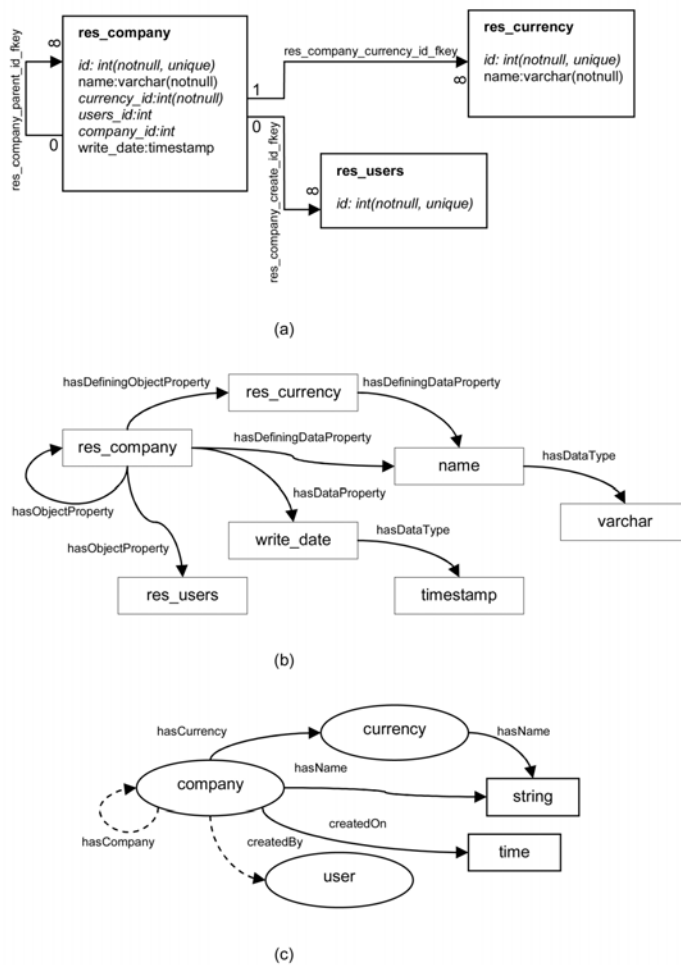 res_company
id: int(notnull, unique)
name:varchar(notnull)
currency_id:int(notnull)
users_id:int
company_id:int
write_date:timestamp
res_company_parent_id_fkey
8
0
1
res_company_currency_id_fkey
8
0
res_company_create_id_fkey
8
res_currency
id: int(notnull, unique)
name:varchar(notnull)
res_users
id: int(notnull, unique)
(a)
hasDefiningObjectProperty
res_currency
hasDefiningDataProperty
res_company
hasDefiningDataProperty
name
hasDataType
varchar
hasObjectProperty
hasDataProperty
hasObjectProperty
write_date
hasDataType
res_users
timestamp
(b)
hasCurrency
currency
hasName
company
hasName
string
hasCompany
createdBy
createdOn
time
user
(c)